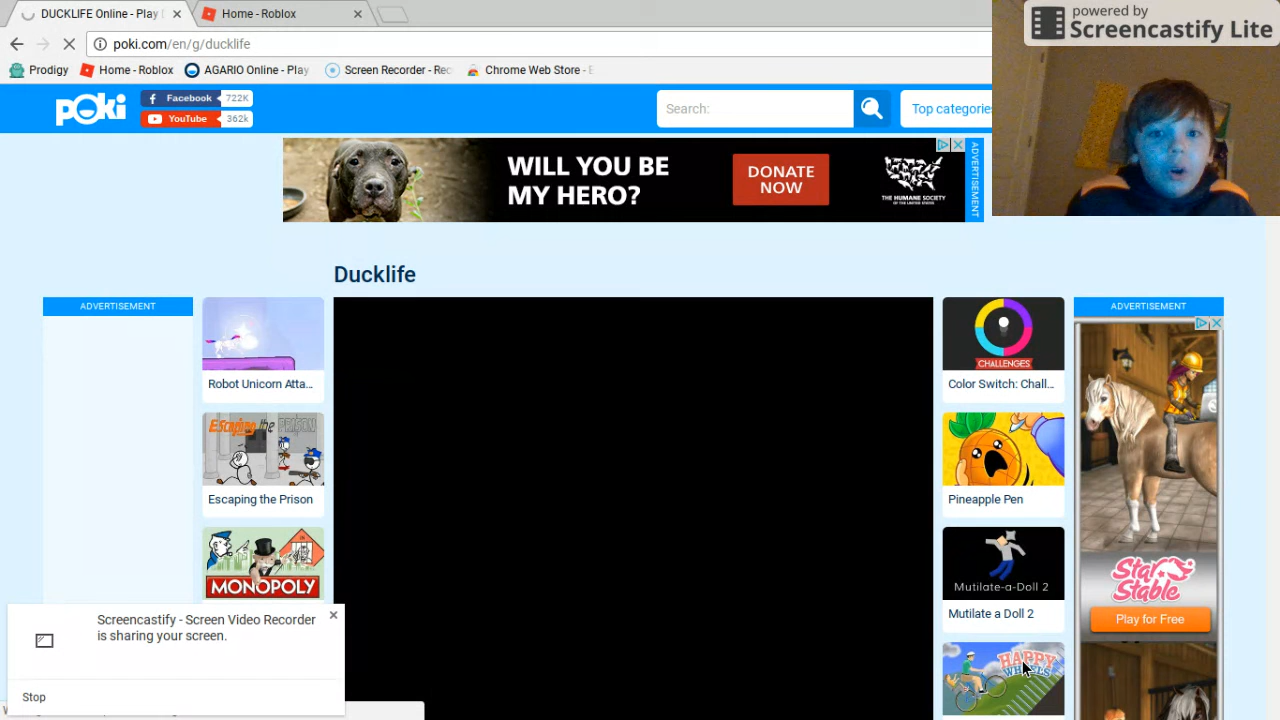 DUCKLIFE Online - Play
Home - Roblox
powered by
Screencastify Lite
poki.com/en/g/ducklife
Prodigy
Home - Roblox
AGARIO Online - Play
Screen Recorder - Rec
Chrome Web Store - E
POKi
Facebook 722K
YouTube 362k
Search:
Top categories
WILL YOU BE
MY HERO?
DONATE
NOW
THE HUMANE SOCIETY
OF THE UNITED STATES
ADVERTISEMENT
Ducklife
ADVERTISEMENT
Robot Unicorn Atta...
Escaping the PRISON
Escaping the Prison
MONOPOLY
CHALLENGES
Color Switch: Chall...
Pineapple Pen
Mutilate-a-Doll 2
Mutilate a Doll 2
HAPPY
WHEELS
ADVERTISEMENT
Star
Stable
Play for Free
Screencastify - Screen Video Recorder
is sharing your screen.
Stop